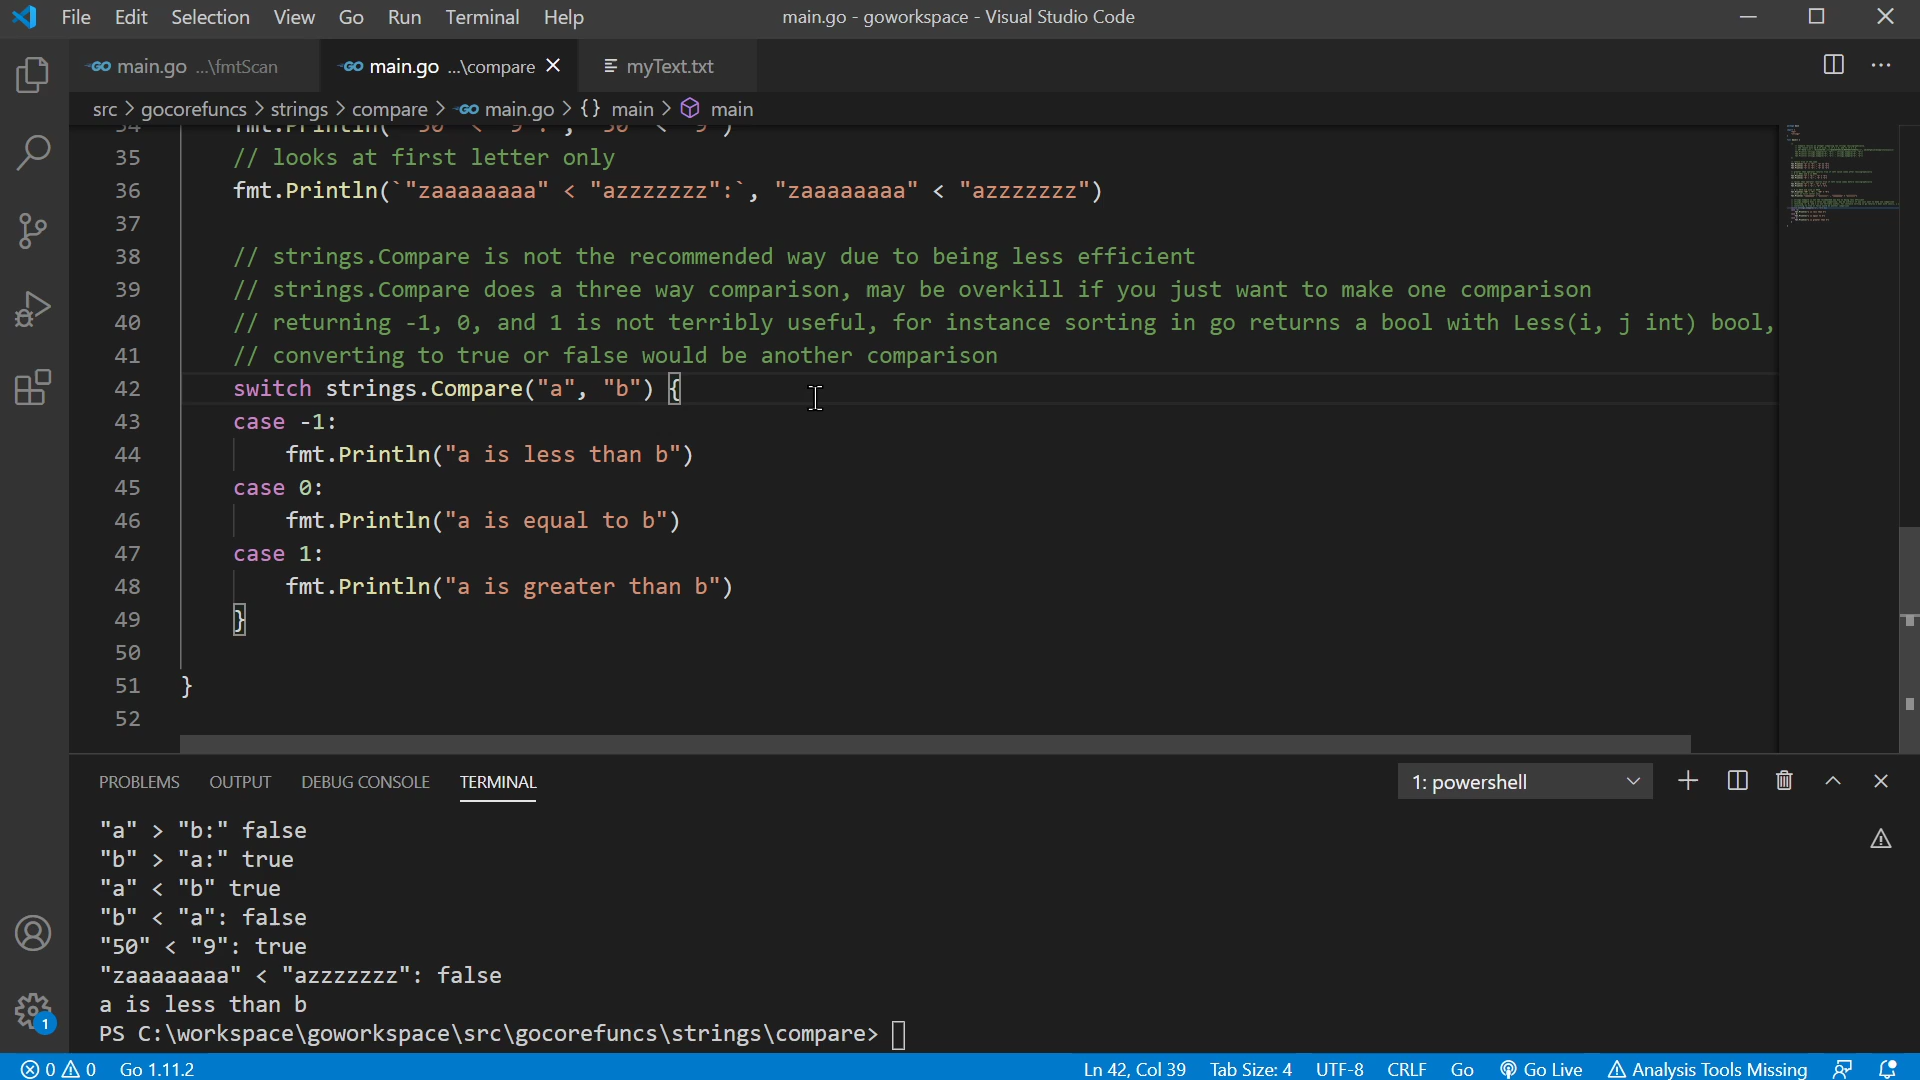 File Edit Selection View Go Run Terminal Help
main.go - goworkspace - Visual Studio Code
main.go ...\fmtScan
main.go ...\compare
myText.txt
src > gocorefuncs > strings > compare > main.go > {} main > main
34 fmt.Println(`"50" < "9":`, "50" < "9")
35 // looks at first letter only
36 fmt.Println(`"zaaaaaaaa" < "azzzzzzz":`, "zaaaaaaaa" < "azzzzzzz")
37
38 // strings.Compare is not the recommended way due to being less efficient
39 // strings.Compare does a three way comparison, may be overkill if you just want to make one comparison
40 // returning -1, 0, and 1 is not terribly useful, for instance sorting in go returns a bool with Less(i, j int) bool,
41 // converting to true or false would be another comparison
42 switch strings.Compare("a", "b") {
43 case -1:
44 fmt.Println("a is less than b")
45 case 0:
46 fmt.Println("a is equal to b")
47 case 1:
48 fmt.Println("a is greater than b")
49 }
50
51 }
52
PROBLEMS OUTPUT DEBUG CONSOLE TERMINAL
1: powershell
"a" > "b:" false
"b" > "a:" true
"a" < "b" true
"b" < "a": false
"50" < "9": true
"zaaaaaaaa" < "azzzzzzz": false
a is less than b
PS C:\workspace\goworkspace\src\gocorefuncs\strings\compare>
1
0 0 Go 1.11.2
Ln 42, Col 39 Tab Size: 4 UTF-8 CRLF Go Go Live Analysis Tools Missing